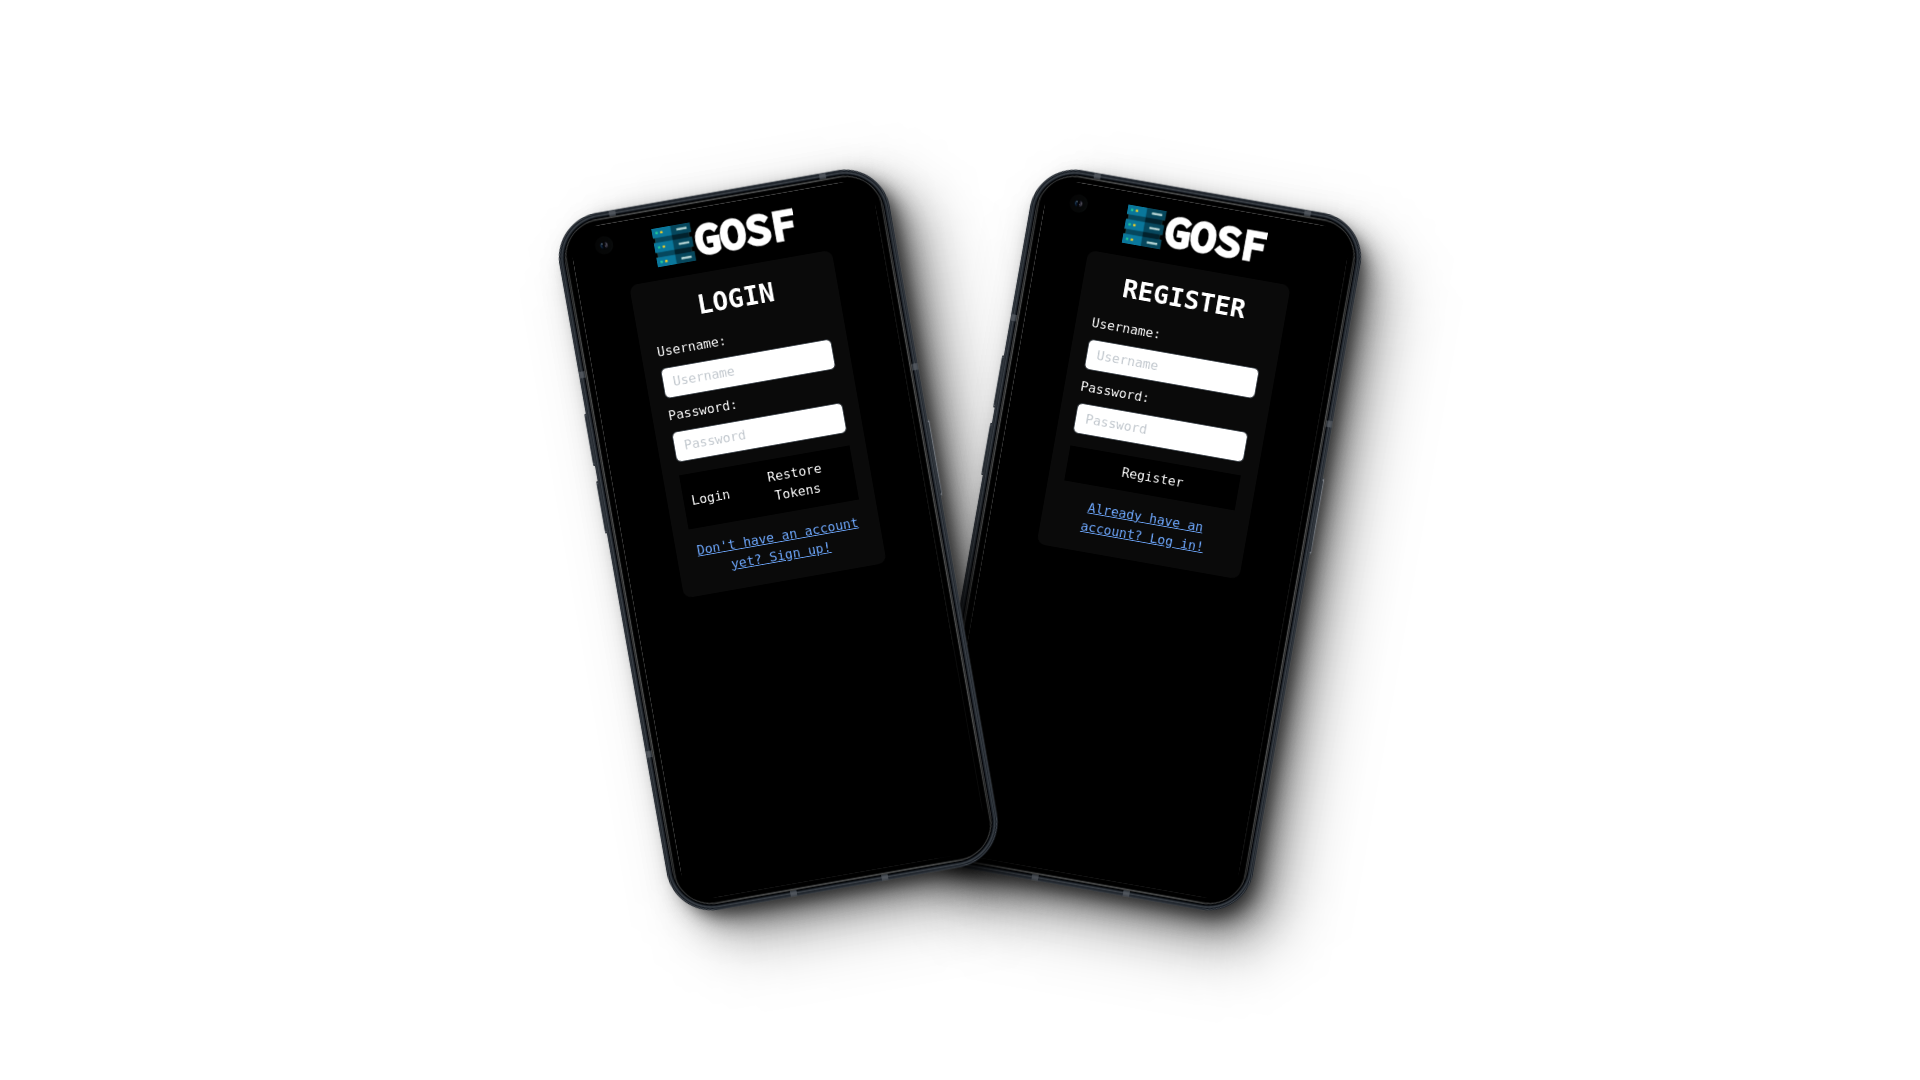 GOSF
LOGIN
Username:
Username
Password:
Password
Login
Restore
Tokens
Don't have an account
yet? Sign up!
GOSF
REGISTER
Username:
Username
Password:
Password
Register
Already have an
account? Log in!